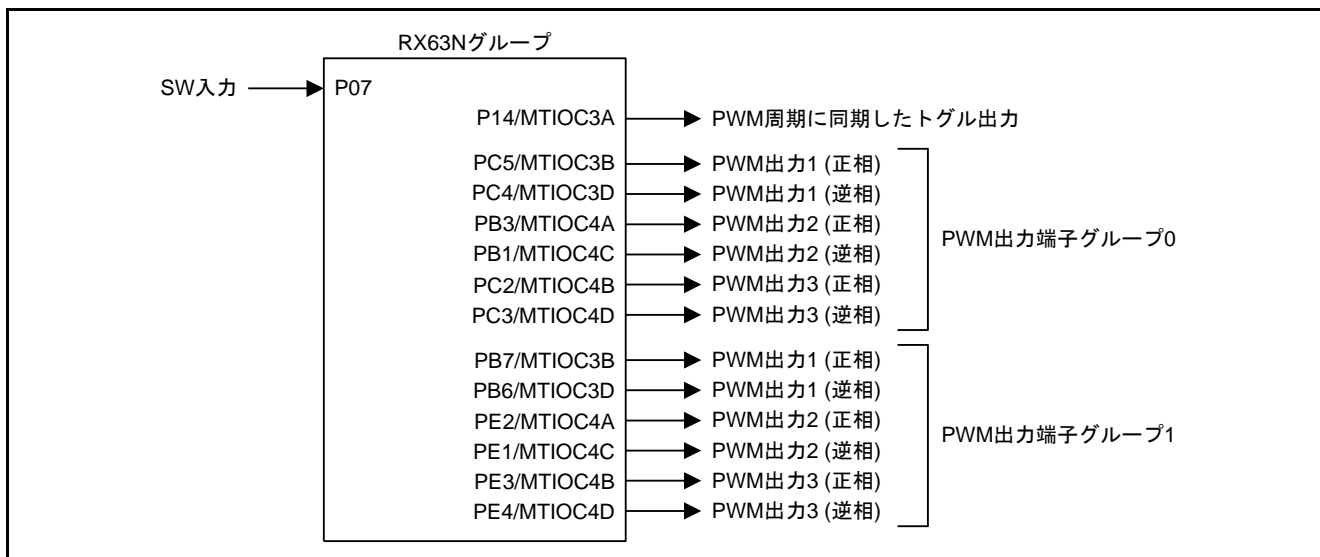 RX63Nグループ
SW入力
P07
P14/MTIOC3A
PWM周期に同期したトグル出力
PC5/MTIOC3B
PWM出力1 (正相)
PC4/MTIOC3D
PWM出力1 (逆相)
PB3/MTIOC4A
PWM出力2 (正相)
PB1/MTIOC4C
PWM出力2 (逆相)
PC2/MTIOC4B
PWM出力3 (正相)
PC3/MTIOC4D
PWM出力3 (逆相)
PWM出力端子グループ0
PB7/MTIOC3B
PWM出力1 (正相)
PB6/MTIOC3D
PWM出力1 (逆相)
PE2/MTIOC4A
PWM出力2 (正相)
PE1/MTIOC4C
PWM出力2 (逆相)
PE3/MTIOC4B
PWM出力3 (正相)
PE4/MTIOC4D
PWM出力3 (逆相)
PWM出力端子グループ1